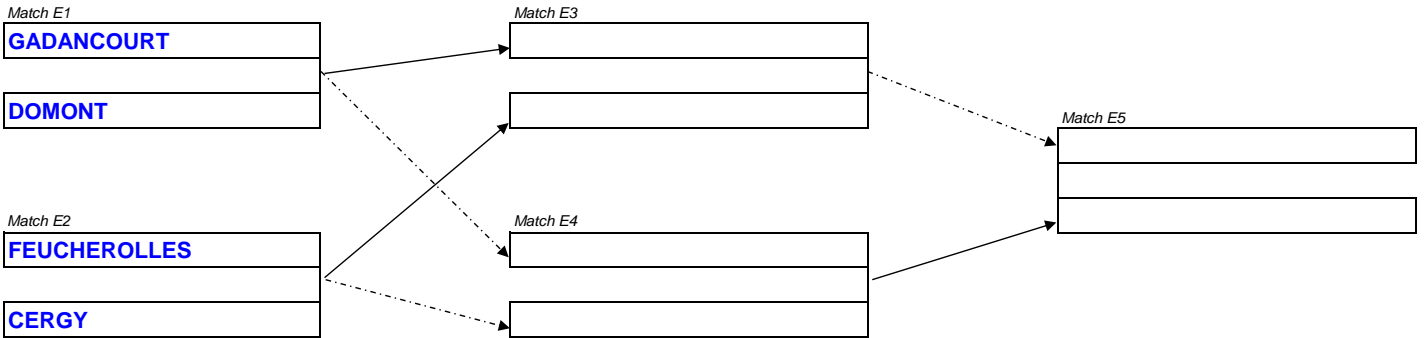 Match E1
GADANCOURT
DOMONT
Match E2
FEUCHEROLLES
CERGY
Match E3
Match E4
Match E5